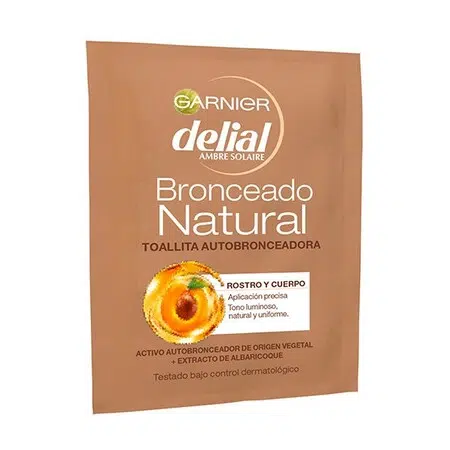 GARNIER
delial
AMBRE SOLAIRE
Bronceado
Natural
TOALLITA AUTOBRONCEADORA
ROSTRO Y CUERPO
Aplicación precisa
Tono luminoso,
natural y uniforme.
ACTIVO AUTOBRONCEADOR DE ORIGEN VEGETAL
+ EXTRACTO DE ALBARICOQUE
Testado bajo control dermatológico